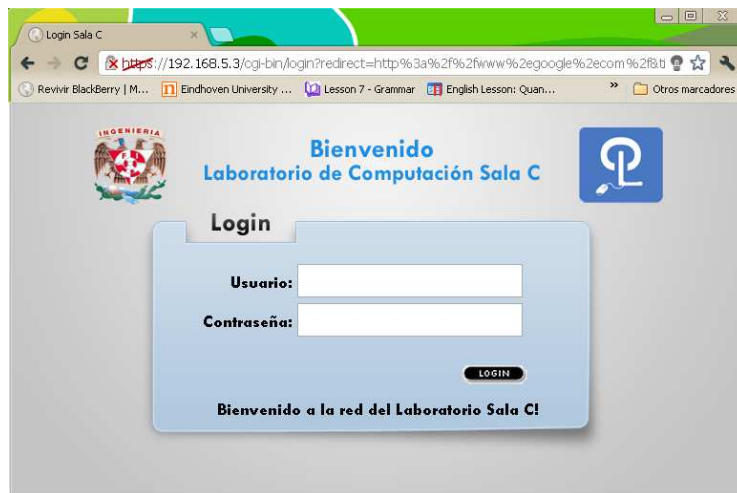 Login Sala C
https://192.168.5.3/cgi-bin/login?redirect=http%3a%2f%2fwww%2egoogle%2ecom%2f&ti
Revivir BlackBerry | M... Eindhoven University ... Lesson 7 - Grammar English Lesson: Quan... » Otros marcadores
INGENIERIA
Bienvenido
Laboratorio de Computación Sala C
Login
Usuario:
Contraseña:
LOGIN
Bienvenido a la red del Laboratorio Sala C!